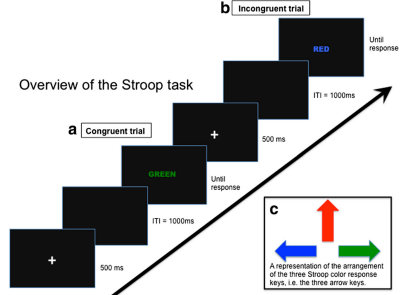 b Incongruent trial
RED
Until
response
Overview of the Stroop task
ITI = 1000ms
a Congruent trial
+
500 ms
GREEN
Until
response
ITI = 1000ms
+
500 ms
c
A representation of the arrangement
of the three Stroop color response
keys, i.e. the three arrow keys.